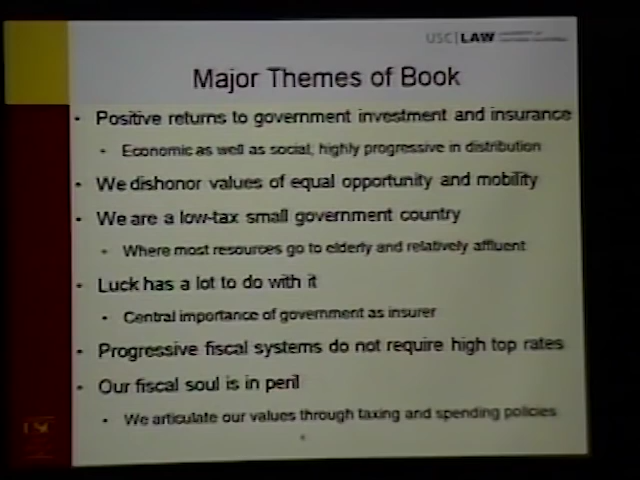 USC LAW
Major Themes of Book
• Positive returns to government investment and insurance
• Economic as well as social, highly progressive in distribution
• We dishonor values of equal opportunity and mobility
• We are a low-tax small government country
• Where most resources go to elderly and relatively affluent
• Luck has a lot to do with it
• Central importance of government as insurer
• Progressive fiscal systems do not require high top rates
• Our fiscal soul is in peril
• We articulate our values through taxing and spending policies
USC